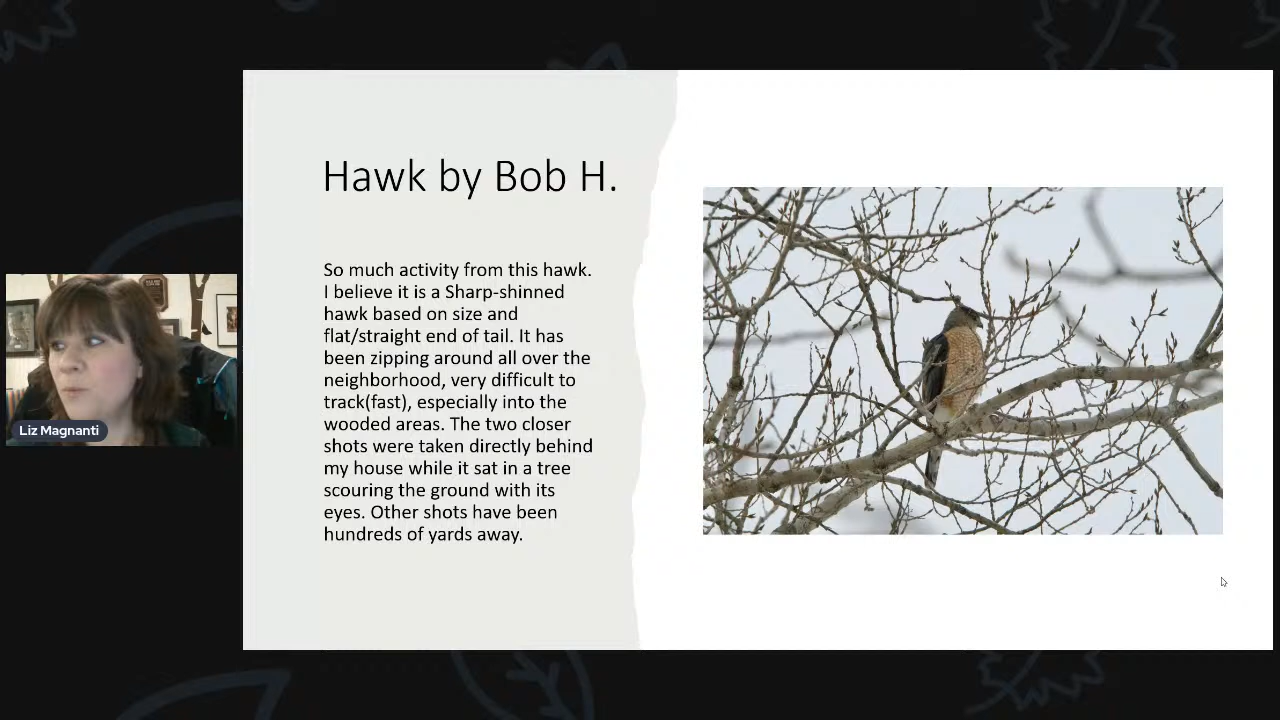 Hawk by Bob H.
So much activity from this hawk.
I believe it is a Sharp-shinned
hawk based on size and
flat/straight end of tail. It has
been zipping around all over the
neighborhood, very difficult to
track(fast), especially into the
wooded areas. The two closer
shots were taken directly behind
my house while it sat in a tree
scouring the ground with its
eyes. Other shots have been
hundreds of yards away.
Liz Magnanti